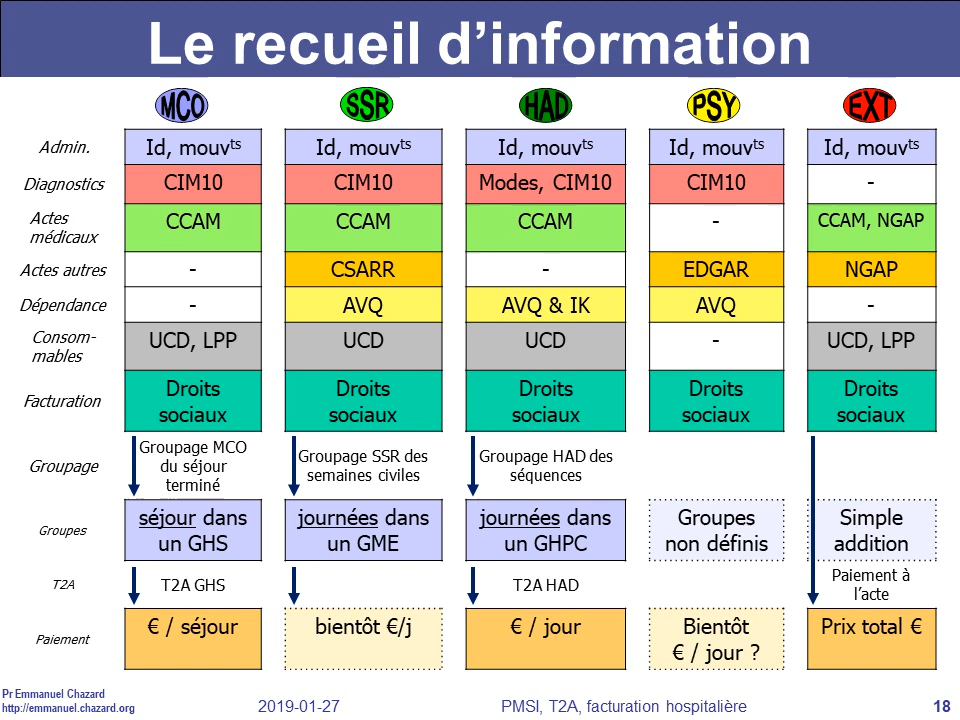 Le recueil d’information
MCO SSR HAD PSY EXT
Admin. Id, mouvts Id, mouvts Id, mouvts Id, mouvts Id, mouvts
Diagnostics CIM10 CIM10 Modes, CIM10 CIM10 -
Actes
médicaux
CCAM CCAM CCAM - CCAM, NGAP
Actes autres - CSARR - EDGAR NGAP
Dépendance - AVQ AVQ & IK AVQ -
Consom-
mables
UCD, LPP UCD UCD - UCD, LPP
Facturation
Droits
sociaux
Droits
sociaux
Droits
sociaux
Droits
sociaux
Droits
sociaux
Groupage
Groupage MCO
du séjour
terminé
Groupage SSR des
semaines civiles
Groupage HAD des
séquences
Groupes
séjour dans
un GHS
journées dans
un GME
journées dans
un GHPC
Groupes
non définis
Simple
addition
T2A T2A GHS T2A HAD
Paiement à
l’acte
Paiement € / séjour bientôt €/j € / jour
Bientôt
€ / jour ?
Prix total €
Pr Emmanuel Chazard
http://emmanuel.chazard.org
2019-01-27 PMSI, T2A, facturation hospitalière 18